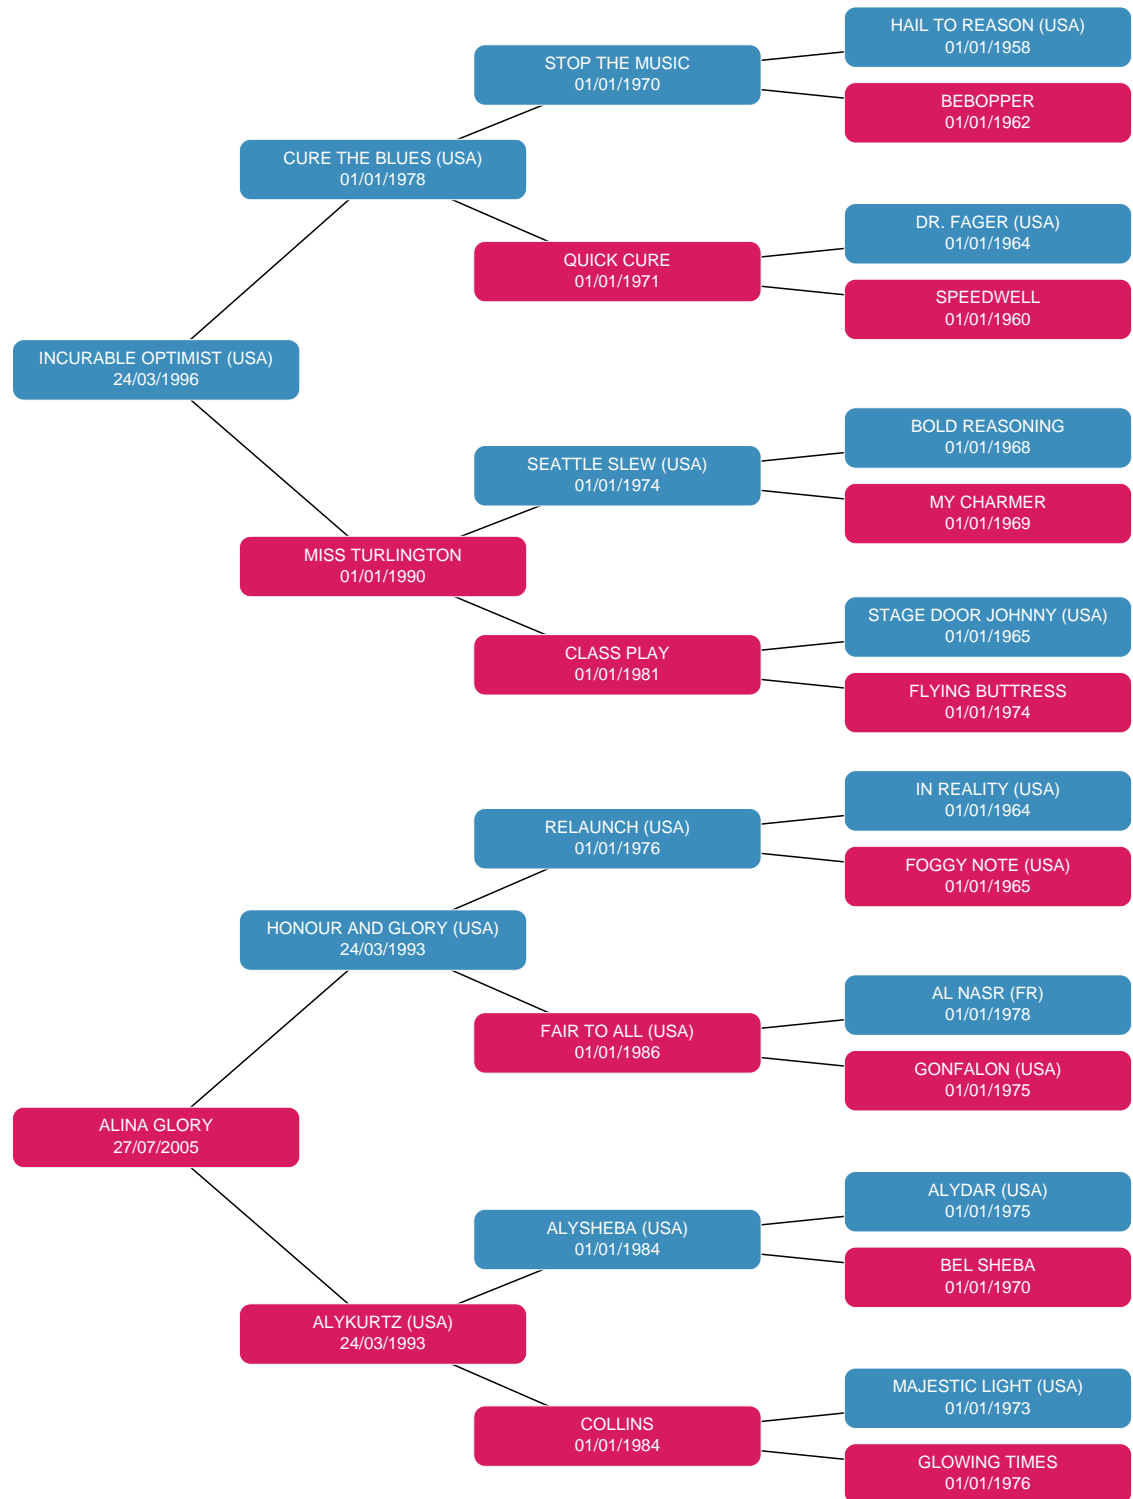 HAIL TO REASON (USA)
01/01/1958
STOP THE MUSIC
01/01/1970
BEBOPPER
01/01/1962
CURE THE BLUES (USA)
01/01/1978
DR. FAGER (USA)
01/01/1964
QUICK CURE
01/01/1971
SPEEDWELL
01/01/1960
INCURABLE OPTIMIST (USA)
24/03/1996
BOLD REASONING
01/01/1968
SEATTLE SLEW (USA)
01/01/1974
MY CHARMER
01/01/1969
MISS TURLINGTON
01/01/1990
STAGE DOOR JOHNNY (USA)
01/01/1965
CLASS PLAY
01/01/1981
FLYING BUTTRESS
01/01/1974
IN REALITY (USA)
01/01/1964
RELAUNCH (USA)
01/01/1976
FOGGY NOTE (USA)
01/01/1965
HONOUR AND GLORY (USA)
24/03/1993
AL NASR (FR)
01/01/1978
FAIR TO ALL (USA)
01/01/1986
GONFALON (USA)
01/01/1975
ALINA GLORY
27/07/2005
ALYDAR (USA)
01/01/1975
ALYSHEBA (USA)
01/01/1984
BEL SHEBA
01/01/1970
ALYKURTZ (USA)
24/03/1993
MAJESTIC LIGHT (USA)
01/01/1973
COLLINS
01/01/1984
GLOWING TIMES
01/01/1976